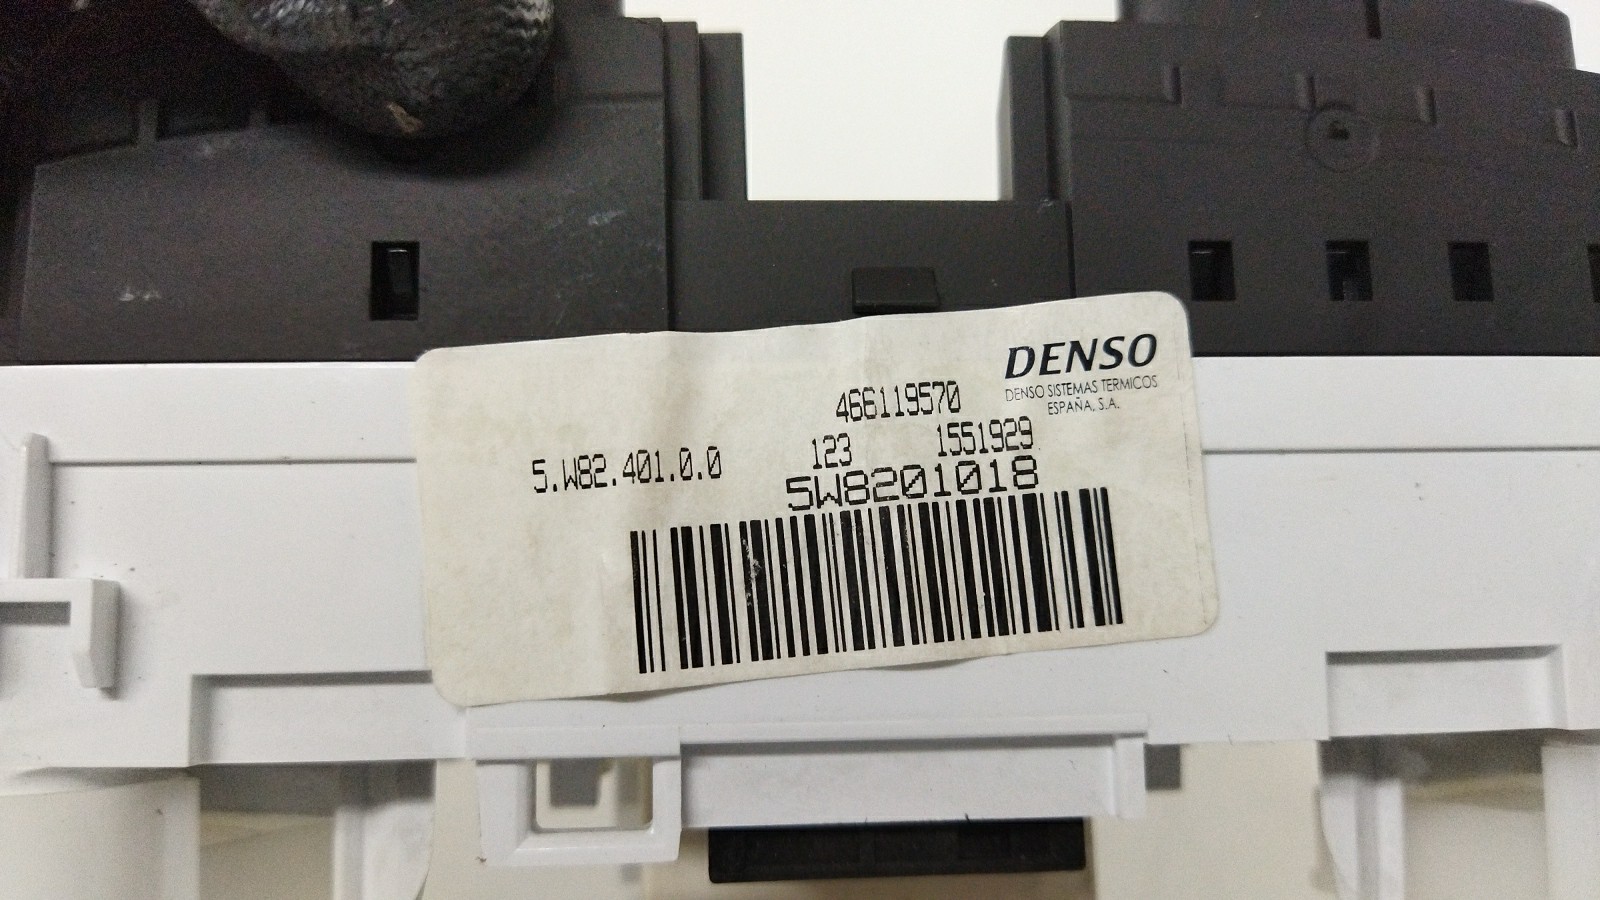 DENSO
DENSO SISTEMAS TERMICOS
ESPAÑA, S.A.
466119570
123 1551929
5.W82.401.0.0
5W8201018